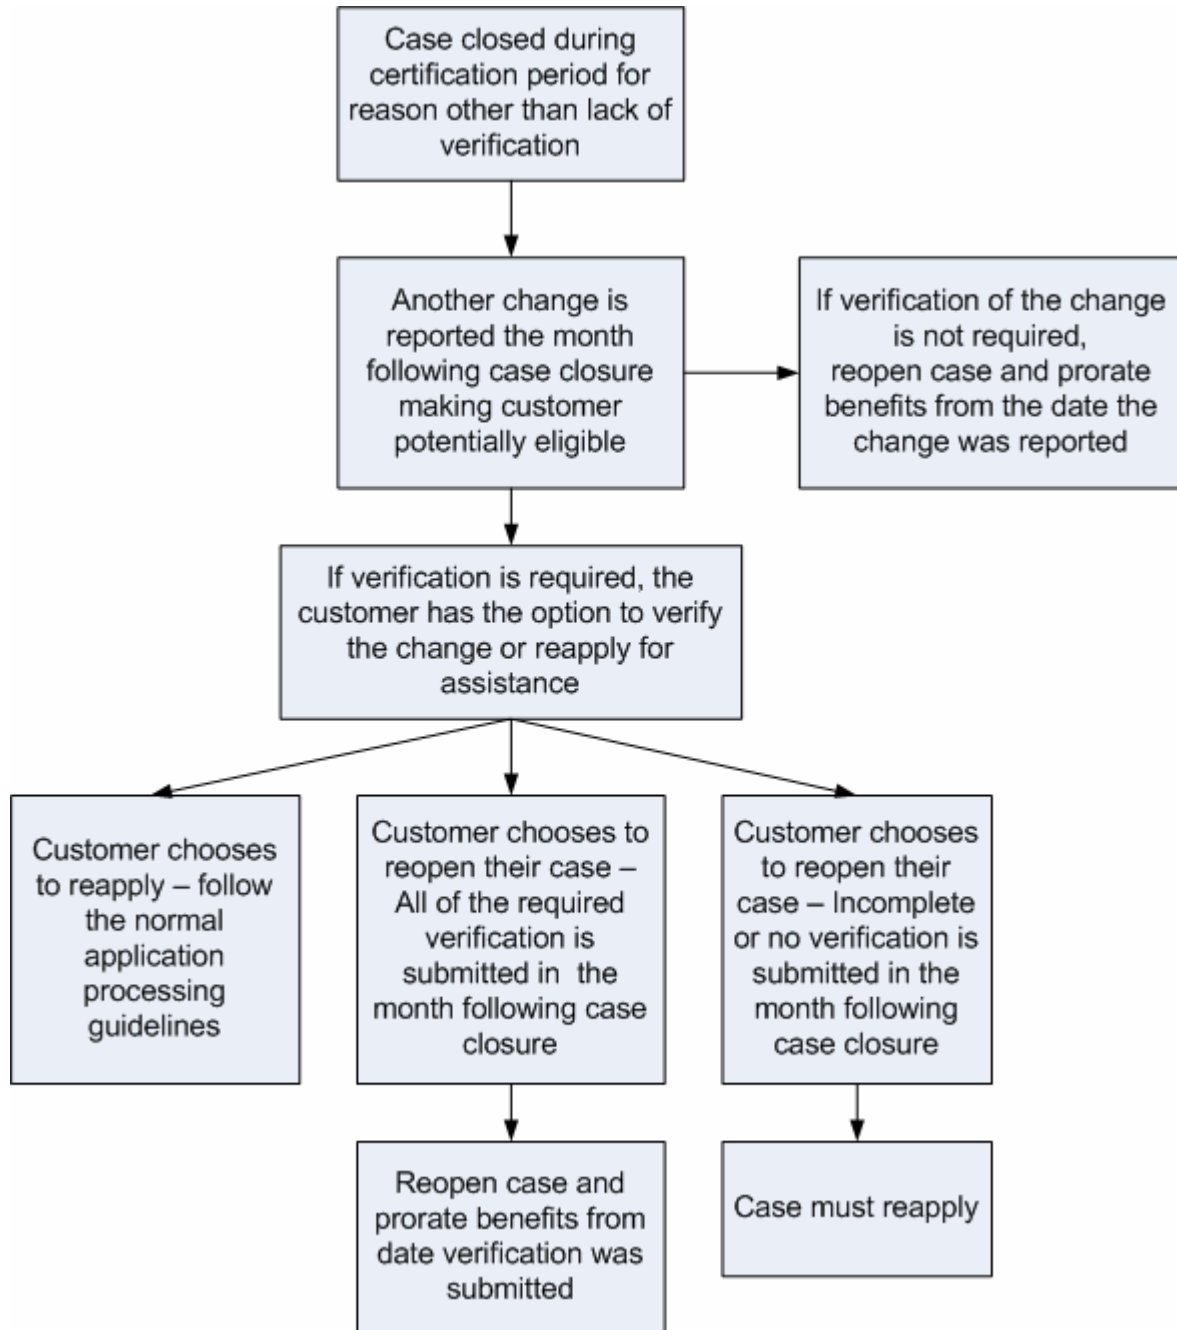 Case closed during
certification period for
reason other than lack of
verification
Another change is
reported the month
following case closure
making customer
potentially eligible
If verification of the change
is not required,
reopen case and prorate
benefits from the date the
change was reported
If verification is required, the
customer has the option to verify
the change or reapply for
assistance
Customer chooses
to reapply – follow
the normal
application
processing
guidelines
Customer chooses to
reopen their case –
All of the required
verification is
submitted in  the
month following case
closure
Customer chooses
to reopen their
case – Incomplete
or no verification is
submitted in the
month following
case closure
Reopen case and
prorate benefits from
date verification was
submitted
Case must reapply